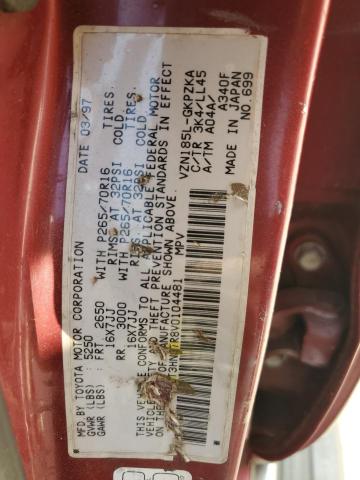 MFD. BY TOYOTA MOTOR CORPORATION DATE 03/97
GVWR (LBS) 5250
GAWR (LBS) FR. 2650 WITH P265/70R16 TIRES.
16X7JJ RIMS, AT 32PSI COLD.
RR. 3000 WITH P265/70R16 TIRES.
16X7JJ RIMS, AT 32PSI COLD.
THIS VEHICLE CONFORMS TO ALL APPLICABLE FEDERAL MOTOR
VEHICLE SAFETY AND THEFT PREVENTION STANDARDS IN EFFECT
ON THE DATE OF MANUFACTURE SHOWN ABOVE.
MPV
VZN185L-GKPZKA
C/TR 3K4/LL45
A/TM A04A/ A340F
MADE IN JAPAN
NO. 699